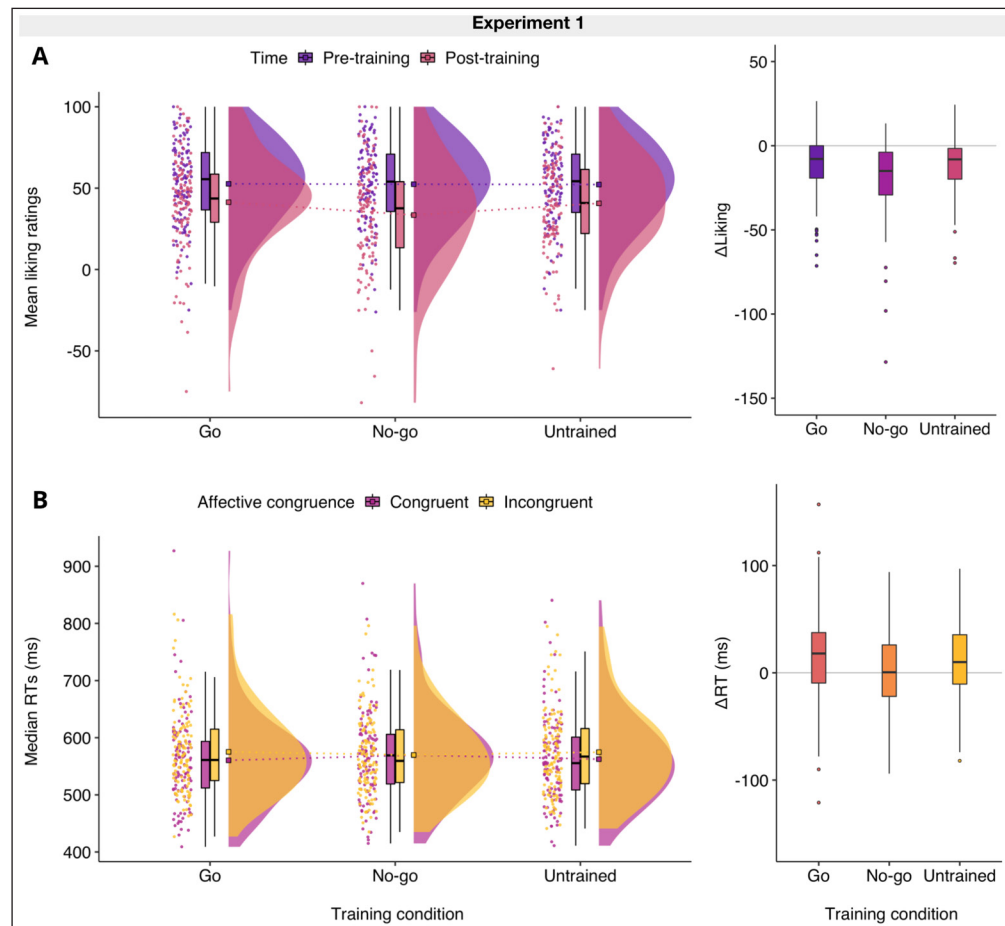 Experiment 1
A
Time Pre-training Post-training
Mean liking ratings
100
50
0
-50
Go No-go Untrained
ΔLiking
50
0
-50
-100
-150
Go No-go Untrained
B
Affective congruence Congruent Incongruent
Median RTs (ms)
900
800
700
600
500
400
Go No-go Untrained
Training condition
ΔRT (ms)
100
0
-100
Go No-go Untrained
Training condition